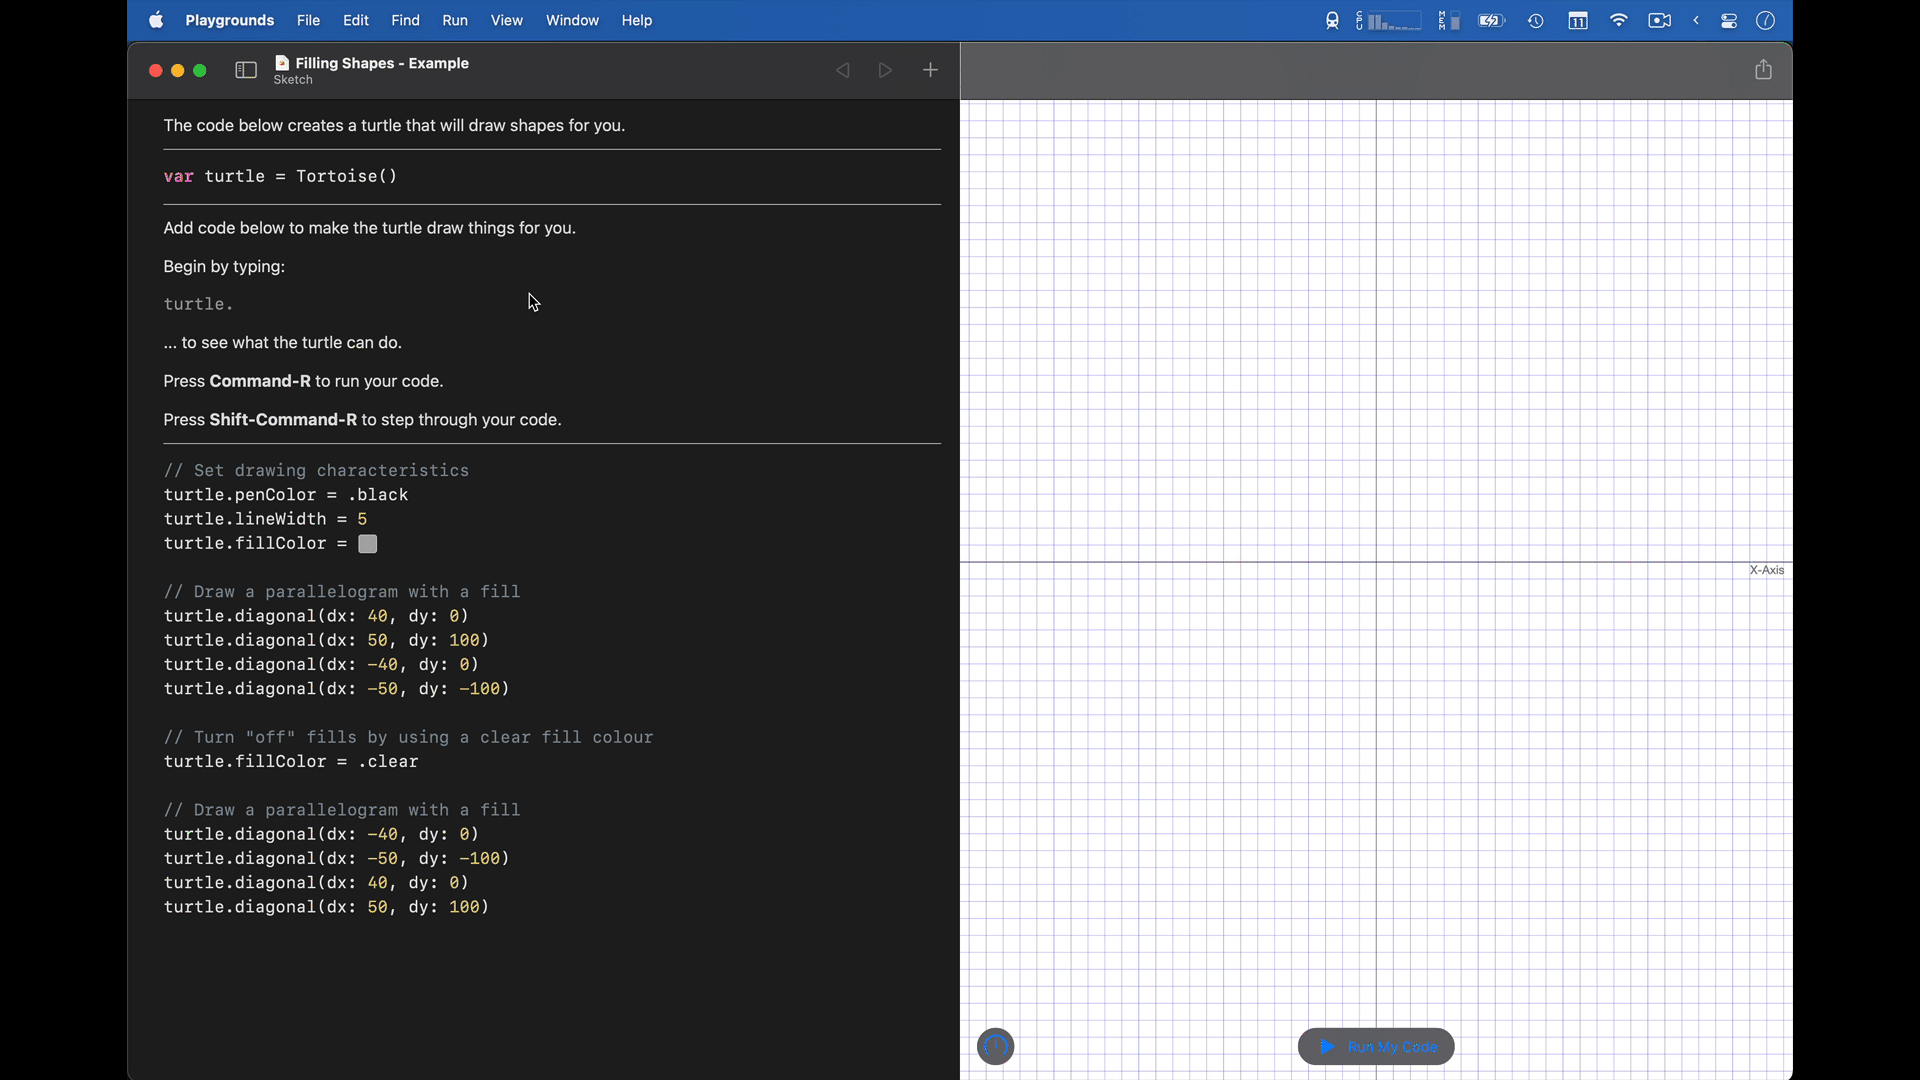 Playgrounds File Edit Find Run View Window Help
CPU MEM 11
Filling Shapes - Example
Sketch
The code below creates a turtle that will draw shapes for you.
var turtle = Tortoise()
Add code below to make the turtle draw things for you.
Begin by typing:
turtle.
... to see what the turtle can do.
Press Command-R to run your code.
Press Shift-Command-R to step through your code.
// Set drawing characteristics
turtle.penColor = .black
turtle.lineWidth = 5
turtle.fillColor =
// Draw a parallelogram with a fill
turtle.diagonal(dx: 40, dy: 0)
turtle.diagonal(dx: 50, dy: 100)
turtle.diagonal(dx: -40, dy: 0)
turtle.diagonal(dx: -50, dy: -100)
// Turn "off" fills by using a clear fill colour
turtle.fillColor = .clear
// Draw a parallelogram with a fill
turtle.diagonal(dx: -40, dy: 0)
turtle.diagonal(dx: -50, dy: -100)
turtle.diagonal(dx: 40, dy: 0)
turtle.diagonal(dx: 50, dy: 100)
X-Axis
Run My Code